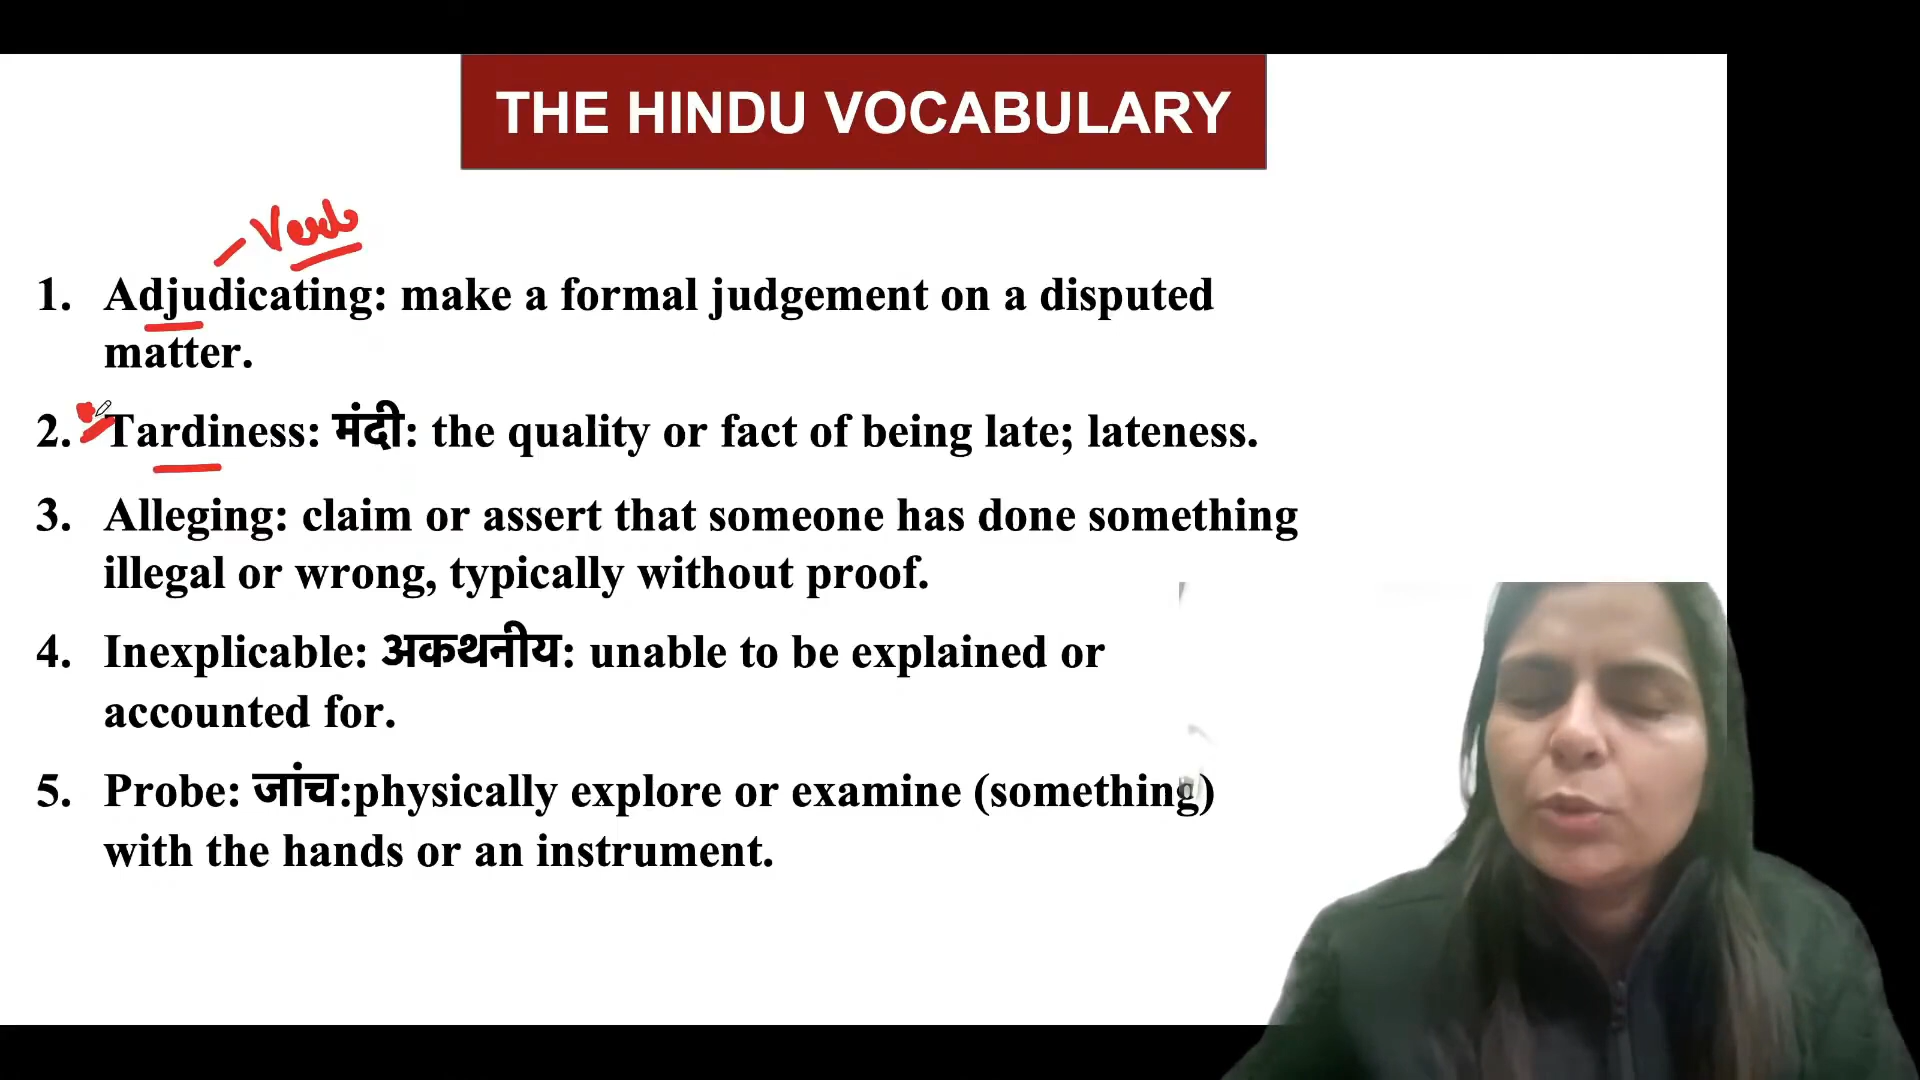 THE HINDU VOCABULARY
Verb
1. Adjudicating: make a formal judgement on a disputed
matter.
2. Tardiness: मंदी: the quality or fact of being late; lateness.
3. Alleging: claim or assert that someone has done something
illegal or wrong, typically without proof.
4. Inexplicable: अकथनीय: unable to be explained or
accounted for.
5. Probe: जांच:physically explore or examine (something)
with the hands or an instrument.